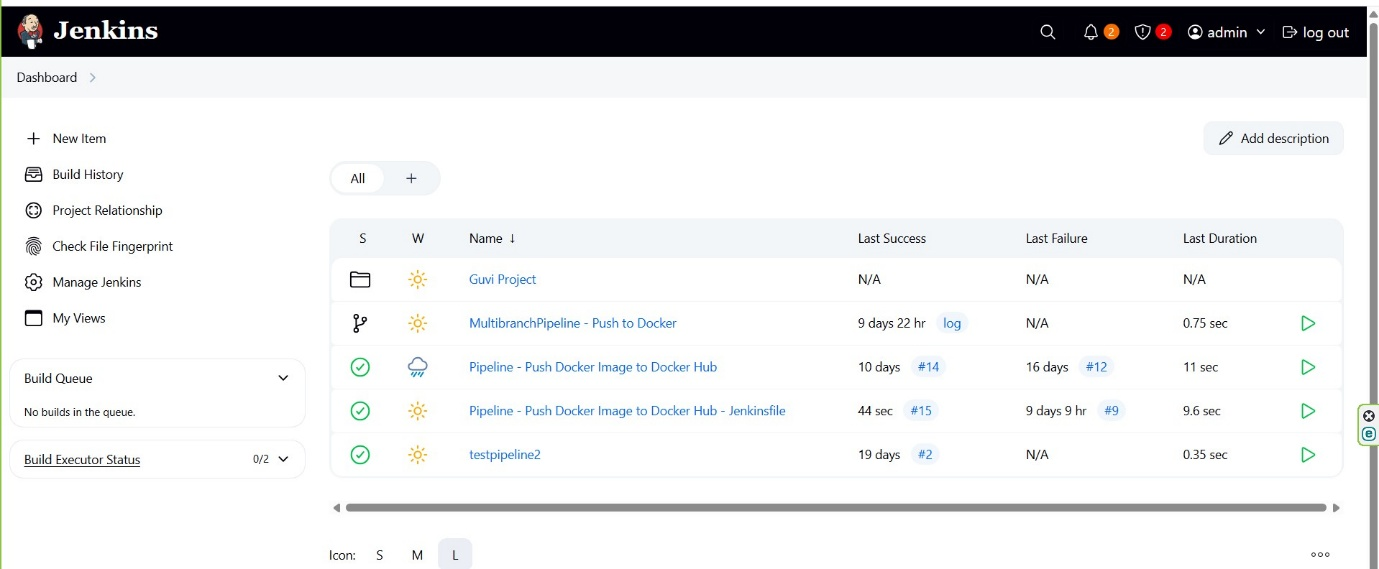 Jenkins
2 2 admin log out
Dashboard
New Item
Build History
Project Relationship
Check File Fingerprint
Manage Jenkins
My Views
Build Queue
No builds in the queue.
Build Executor Status 0/2
Add description
All +
S W Name ↓ Last Success Last Failure Last Duration
Guvi Project N/A N/A N/A
MultibranchPipeline - Push to Docker 9 days 22 hr log N/A 0.75 sec
Pipeline - Push Docker Image to Docker Hub 10 days #14 16 days #12 11 sec
Pipeline - Push Docker Image to Docker Hub - Jenkinsfile 44 sec #15 9 days 9 hr #9 9.6 sec
testpipeline2 19 days #2 N/A 0.35 sec
Icon: S M L